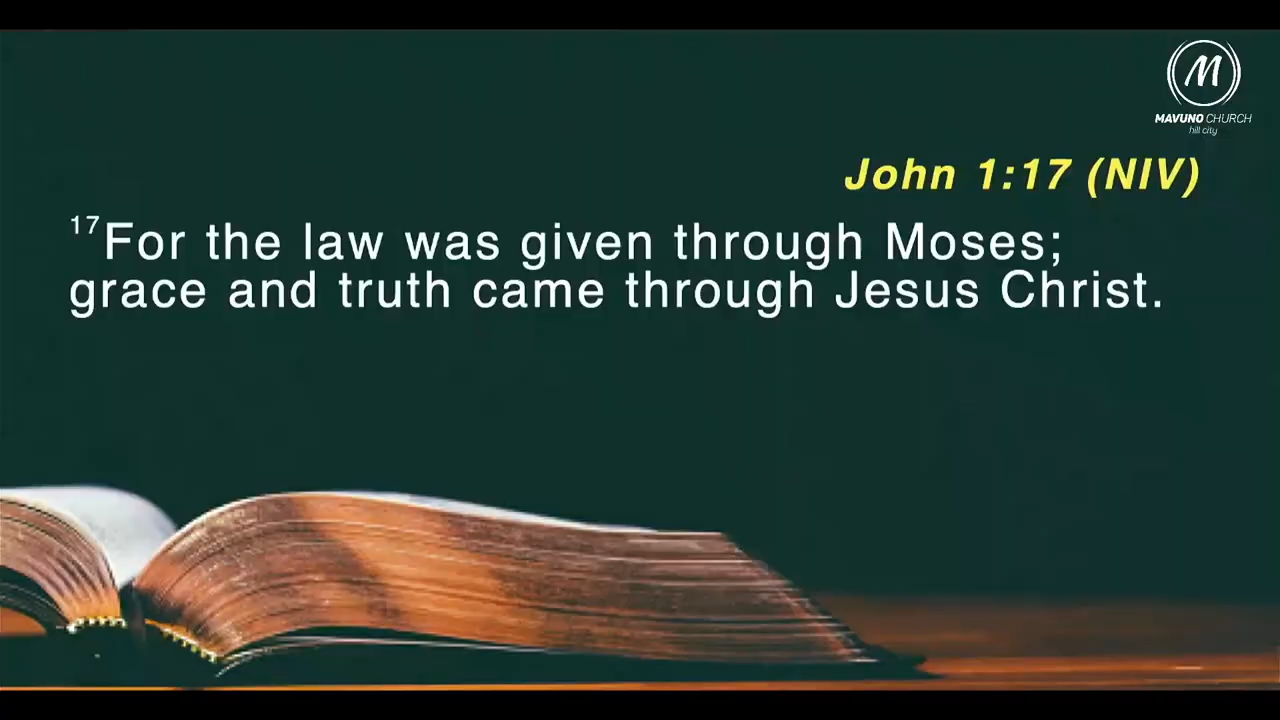 M
MAVUNO CHURCH
hill city
John 1:17 (NIV)
17For the law was given through Moses;
grace and truth came through Jesus Christ.